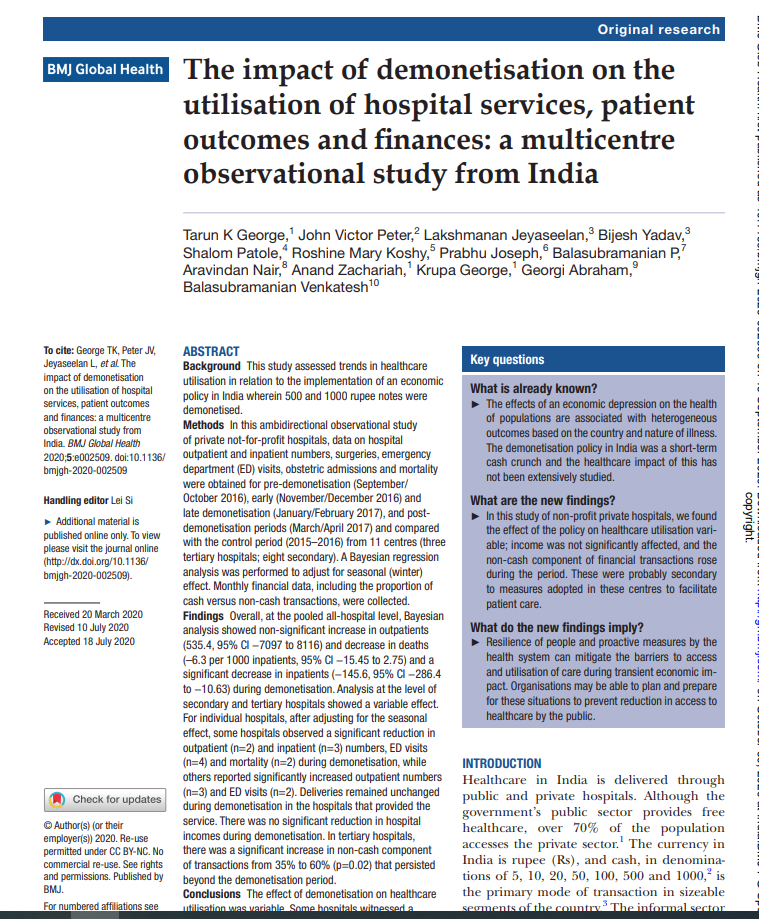 Original research
BMJ Global Health
The impact of demonetisation on the
utilisation of hospital services, patient
outcomes and finances: a multicentre
observational study from India
Tarun K George,1 John Victor Peter,2 Lakshmanan Jeyaseelan,3 Bijesh Yadav,3
Shalom Patole,4 Roshine Mary Koshy,5 Prabhu Joseph,6 Balasubramanian P,7
Aravindan Nair,8 Anand Zachariah,1 Krupa George,1 Georgi Abraham,9
Balasubramanian Venkatesh10
To cite: George TK, Peter JV,
Jeyaseelan L, et al. The
impact of demonetisation
on the utilisation of hospital
services, patient outcomes
and finances: a multicentre
observational study from
India. BMJ Global Health
2020;5:e002509. doi:10.1136/
bmjgh-2020-002509
Handling editor Lei Si
► Additional material is
published online only. To view
please visit the journal online
(http://dx.doi.org/10.1136/
bmjgh-2020-002509).
Received 20 March 2020
Revised 10 July 2020
Accepted 18 July 2020
Check for updates
© Author(s) (or their
employer(s)) 2020. Re-use
permitted under CC BY-NC. No
commercial re-use. See rights
and permissions. Published by
BMJ.
For numbered affiliations see
ABSTRACT
Background This study assessed trends in healthcare
utilisation in relation to the implementation of an economic
policy in India wherein 500 and 1000 rupee notes were
demonetised.
Methods In this ambidirectional observational study
of private not-for-profit hospitals, data on hospital
outpatient and inpatient numbers, surgeries, emergency
department (ED) visits, obstetric admissions and mortality
were obtained for pre-demonetisation (September/
October 2016), early (November/December 2016) and
late demonetisation (January/February 2017), and post-
demonetisation periods (March/April 2017) and compared
with the control period (2015–2016) from 11 centres (three
tertiary hospitals; eight secondary). A Bayesian regression
analysis was performed to adjust for seasonal (winter)
effect. Monthly financial data, including the proportion of
cash versus non-cash transactions, were collected.
Findings Overall, at the pooled all-hospital level, Bayesian
analysis showed non-significant increase in outpatients
(535.4, 95% CI −7097 to 8116) and decrease in deaths
(−6.3 per 1000 inpatients, 95% CI −15.45 to 2.75) and a
significant decrease in inpatients (−145.6, 95% CI −286.4
to −10.63) during demonetisation. Analysis at the level of
secondary and tertiary hospitals showed a variable effect.
For individual hospitals, after adjusting for the seasonal
effect, some hospitals observed a significant reduction in
outpatient (n=2) and inpatient (n=3) numbers, ED visits
(n=4) and mortality (n=2) during demonetisation, while
others reported significantly increased outpatient numbers
(n=3) and ED visits (n=2). Deliveries remained unchanged
during demonetisation in the hospitals that provided the
service. There was no significant reduction in hospital
incomes during demonetisation. In tertiary hospitals,
there was a significant increase in non-cash component
of transactions from 35% to 60% (p=0.02) that persisted
beyond the demonetisation period.
Conclusions The effect of demonetisation on healthcare
utilisation was variable. Some hospitals witnessed a
Key questions
What is already known?
► The effects of an economic depression on the health
of populations are associated with heterogeneous
outcomes based on the country and nature of illness.
The demonetisation policy in India was a short-term
cash crunch and the healthcare impact of this has
not been extensively studied.
What are the new findings?
► In this study of non-profit private hospitals, we found
the effect of the policy on healthcare utilisation vari-
able; income was not significantly affected, and the
non-cash component of financial transactions rose
during the period. These were probably secondary
to measures adopted in these centres to facilitate
patient care.
What do the new findings imply?
► Resilience of people and proactive measures by the
health system can mitigate the barriers to access
and utilisation of care during transient economic im-
pact. Organisations may be able to plan and prepare
for these situations to prevent reduction in access to
healthcare by the public.
INTRODUCTION
Healthcare in India is delivered through
public and private hospitals. Although the
government's public sector provides free
healthcare, over 70% of the population
accesses the private sector.1 The currency in
India is rupee (Rs), and cash, in denomina-
tions of 5, 10, 20, 50, 100, 500 and 1000,2 is
the primary mode of transaction in sizeable
segments of the country.3 The informal sector
copyright.